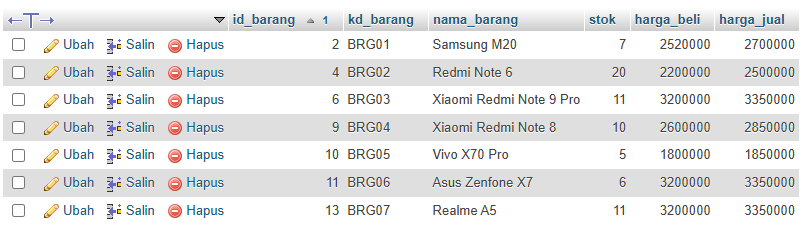 id_barang 1 kd_barang nama_barang stok harga_beli harga_jual
Ubah Salin Hapus 2 BRG01 Samsung M20 7 2520000 2700000
Ubah Salin Hapus 4 BRG02 Redmi Note 6 20 2200000 2500000
Ubah Salin Hapus 6 BRG03 Xiaomi Redmi Note 9 Pro 11 3200000 3350000
Ubah Salin Hapus 9 BRG04 Xiaomi Redmi Note 8 10 2600000 2850000
Ubah Salin Hapus 10 BRG05 Vivo X70 Pro 5 1800000 1850000
Ubah Salin Hapus 11 BRG06 Asus Zenfone X7 6 3200000 3350000
Ubah Salin Hapus 13 BRG07 Realme A5 11 3200000 3350000